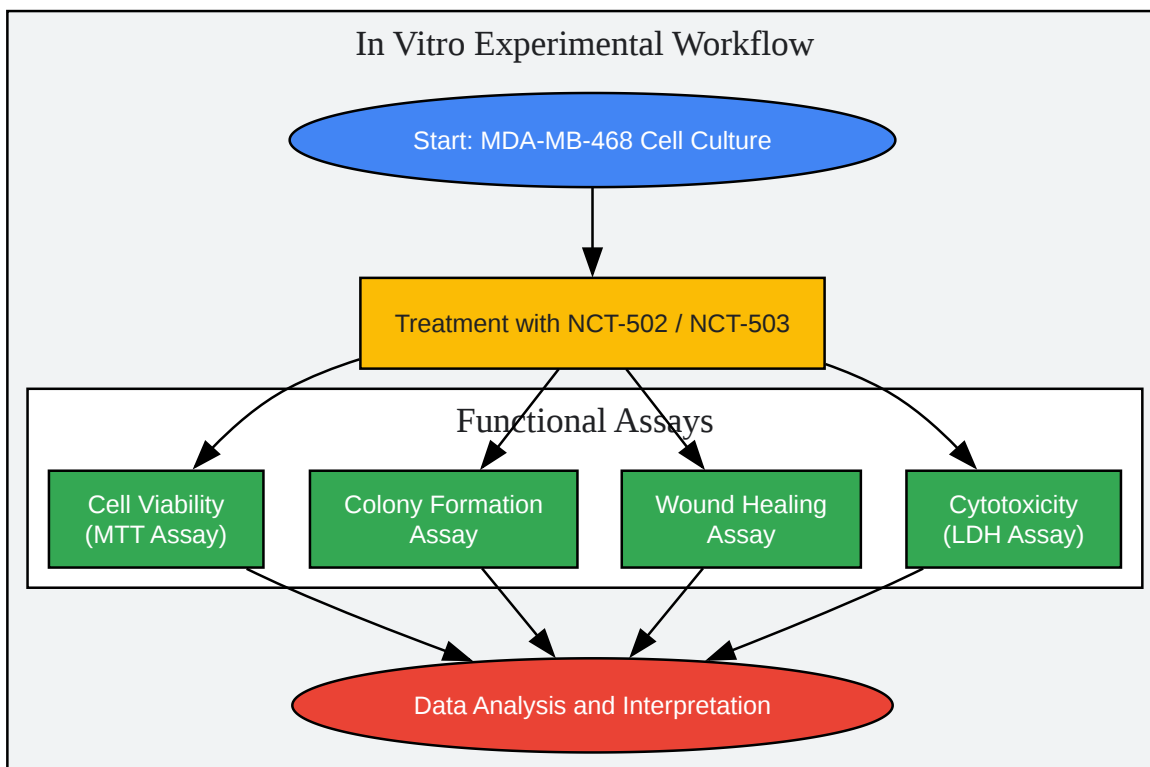 In Vitro Experimental Workflow
Start: MDA-MB-468 Cell Culture
Treatment with NCT-502 / NCT-503
Functional Assays
Cell Viability
(MTT Assay)
Colony Formation
Assay
Wound Healing
Assay
Cytotoxicity
(LDH Assay)
Data Analysis and Interpretation